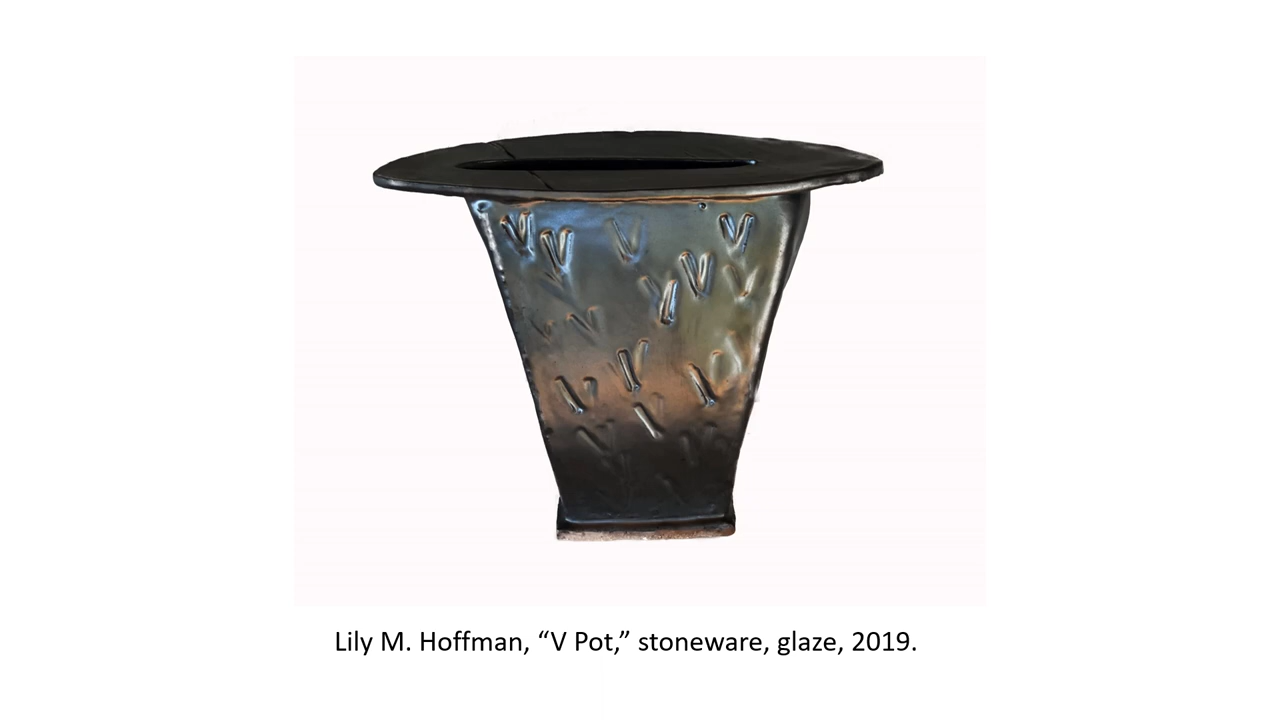 Lily M. Hoffman, “V Pot,” stoneware, glaze, 2019.